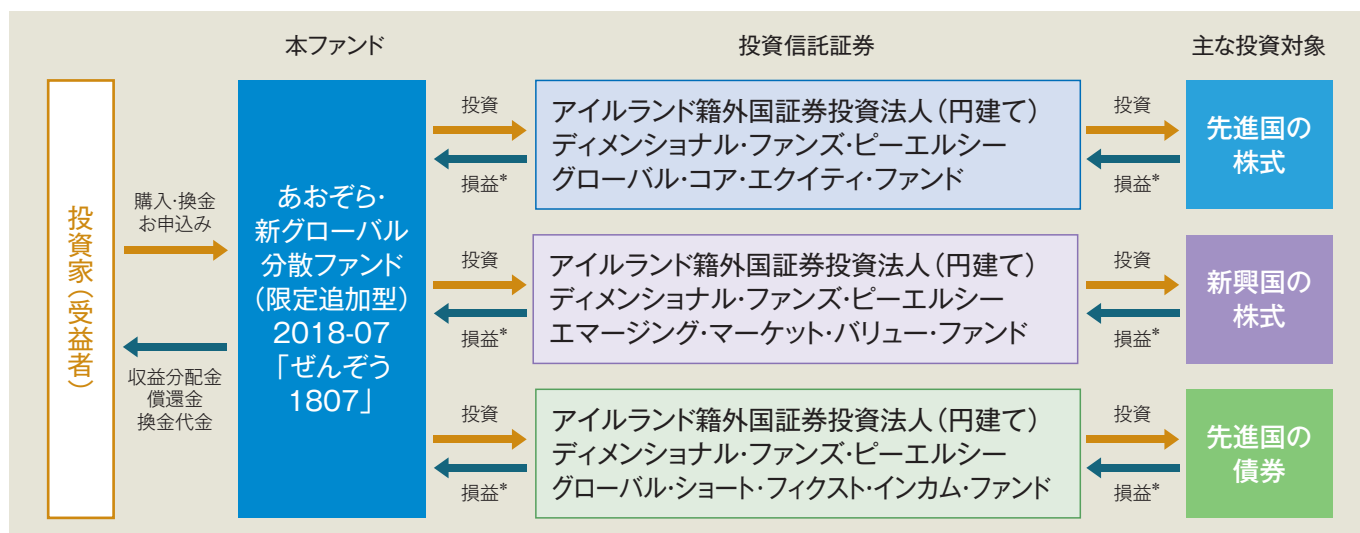 本ファンド
投資信託証券
主な投資対象
投資家（受益者）
購入・換金
お申込み
収益分配金
償還金
換金代金
あおぞら・
新グローバル
分散ファンド
（限定追加型）
2018-07
「ぜんぞう
1807」
投資
損益*
アイルランド籍外国証券投資法人（円建て）
ディメンショナル・ファンズ・ピーエルシー
グローバル・コア・エクイティ・ファンド
投資
損益*
先進国の
株式
投資
損益*
アイルランド籍外国証券投資法人（円建て）
ディメンショナル・ファンズ・ピーエルシー
エマージング・マーケット・バリュー・ファンド
投資
損益*
新興国の
株式
投資
損益*
アイルランド籍外国証券投資法人（円建て）
ディメンショナル・ファンズ・ピーエルシー
グローバル・ショート・フィクスト・インカム・ファンド
投資
損益*
先進国の
債券